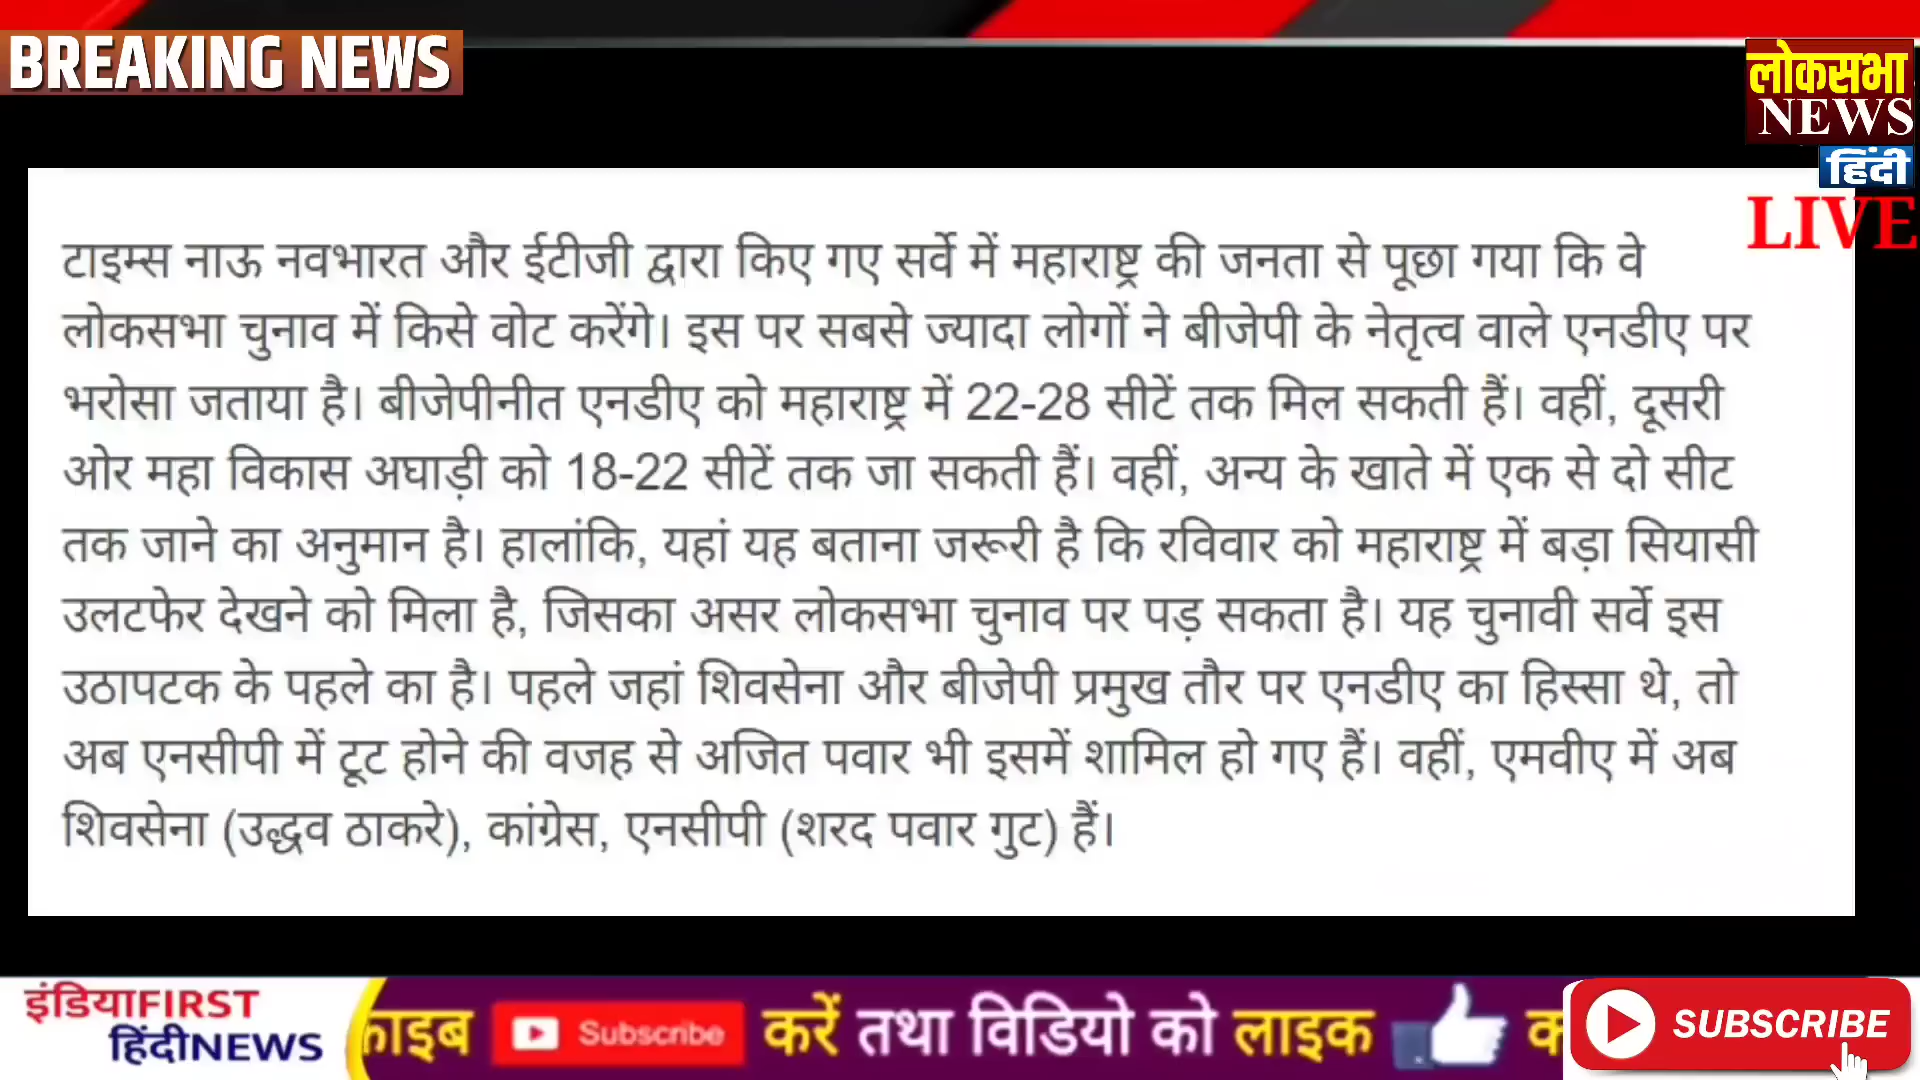 BREAKING NEWS
लोकसभा
NEWS
हिंदी
LIVE
टाइम्स नाऊ नवभारत और ईटीजी द्वारा किए गए सर्वे में महाराष्ट्र की जनता से पूछा गया कि वे
लोकसभा चुनाव में किसे वोट करेंगे। इस पर सबसे ज्यादा लोगों ने बीजेपी के नेतृत्व वाले एनडीए पर
भरोसा जताया है। बीजेपीनीत एनडीए को महाराष्ट्र में 22-28 सीटें तक मिल सकती हैं। वहीं, दूसरी
ओर महा विकास अघाड़ी को 18-22 सीटें तक जा सकती हैं। वहीं, अन्य के खाते में एक से दो सीट
तक जाने का अनुमान है। हालांकि, यहां यह बताना जरूरी है कि रविवार को महाराष्ट्र में बड़ा सियासी
उलटफेर देखने को मिला है, जिसका असर लोकसभा चुनाव पर पड़ सकता है। यह चुनावी सर्वे इस
उठापटक के पहले का है। पहले जहां शिवसेना और बीजेपी प्रमुख तौर पर एनडीए का हिस्सा थे, तो
अब एनसीपी में टूट होने की वजह से अजित पवार भी इसमें शामिल हो गए हैं। वहीं, एमवीए में अब
शिवसेना (उद्धव ठाकरे), कांग्रेस, एनसीपी (शरद पवार गुट) हैं।
इंडियाFIRST
हिंदीNEWS
काइब Subscribe करें तथा विडियो को लाइक क
SUBSCRIBE